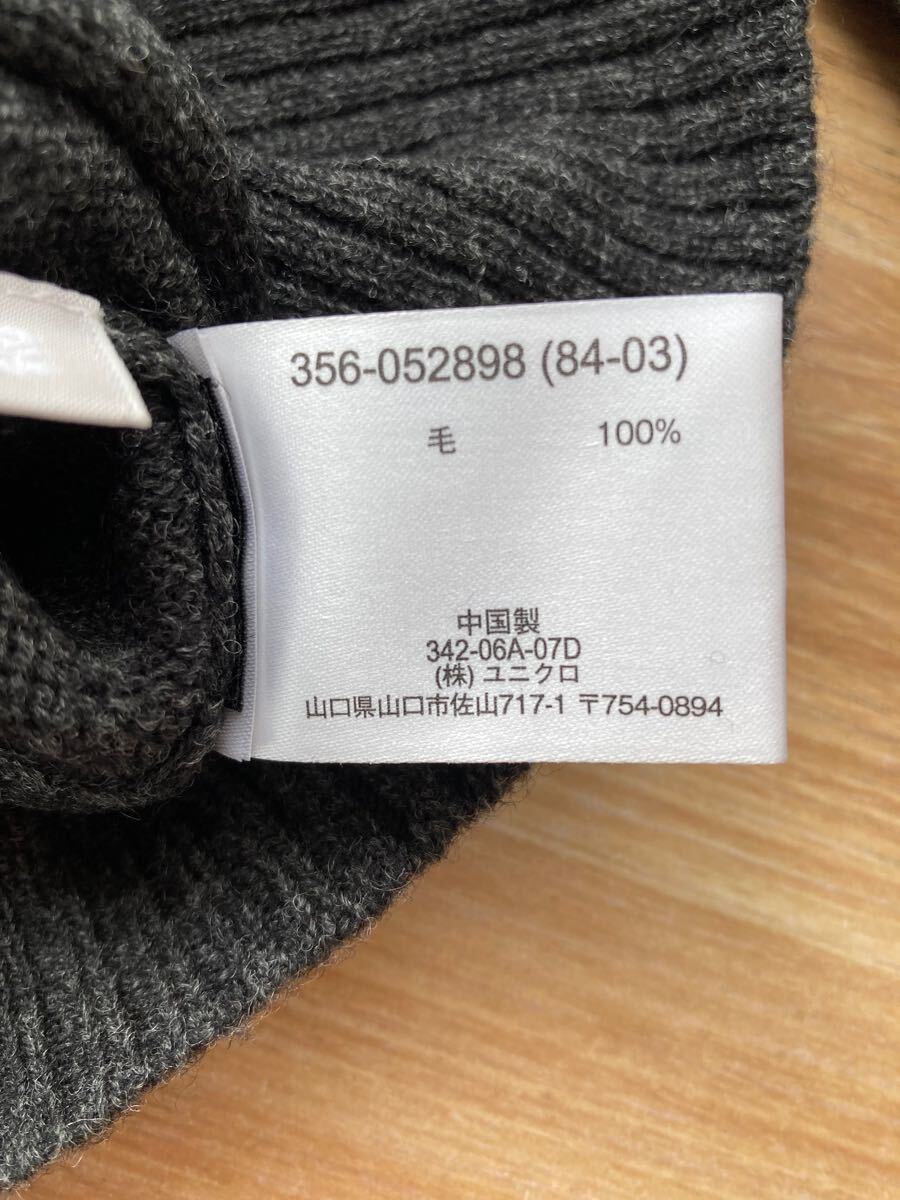 356-052898 (84-03)
毛 100%
中国製
342-06A-07D
(株) ユニクロ
山口県山口市佐山717-1 〒754-0894